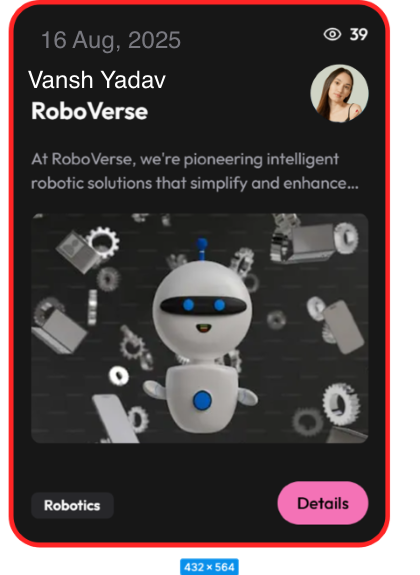 16 Aug, 2025
39
Vansh Yadav
RoboVerse
At RoboVerse, we're pioneering intelligent
robotic solutions that simplify and enhance...
Robotics
Details
432 × 564